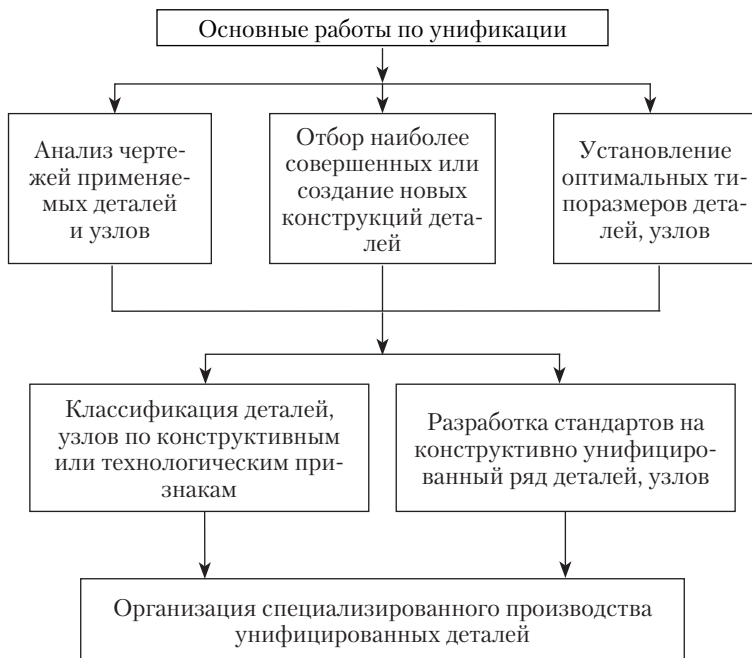 Основные работы по унификации
Анализ черте-
жей применяе-
мых деталей
и узлов
Отбор наиболее
совершенных или
создание новых
конструкций дета-
лей
Установление
оптимальных ти-
поразмеров дета-
лей, узлов
Классификация деталей,
узлов по конструктивным
или технологическим при-
знакам
Разработка стандартов на
конструктивно унифициро-
ванный ряд деталей, узлов
Организация специализированного производства
унифицированных деталей